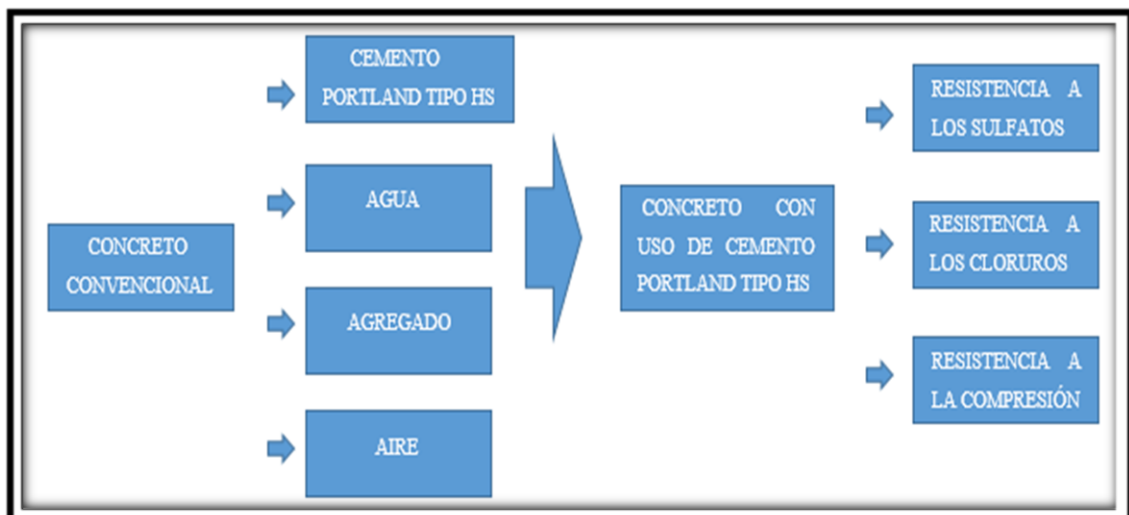 CONCRETO
CONVENCIONAL
CEMENTO
PORTLAND TIPO HS
AGUA
AGREGADO
AIRE
CONCRETO CON
USO DE CEMENTO
PORTLAND TIPO HS
RESISTENCIA A
LOS SULFATOS
RESISTENCIA A
LOS CLORUROS
RESISTENCIA A
LA COMPRESIÓN